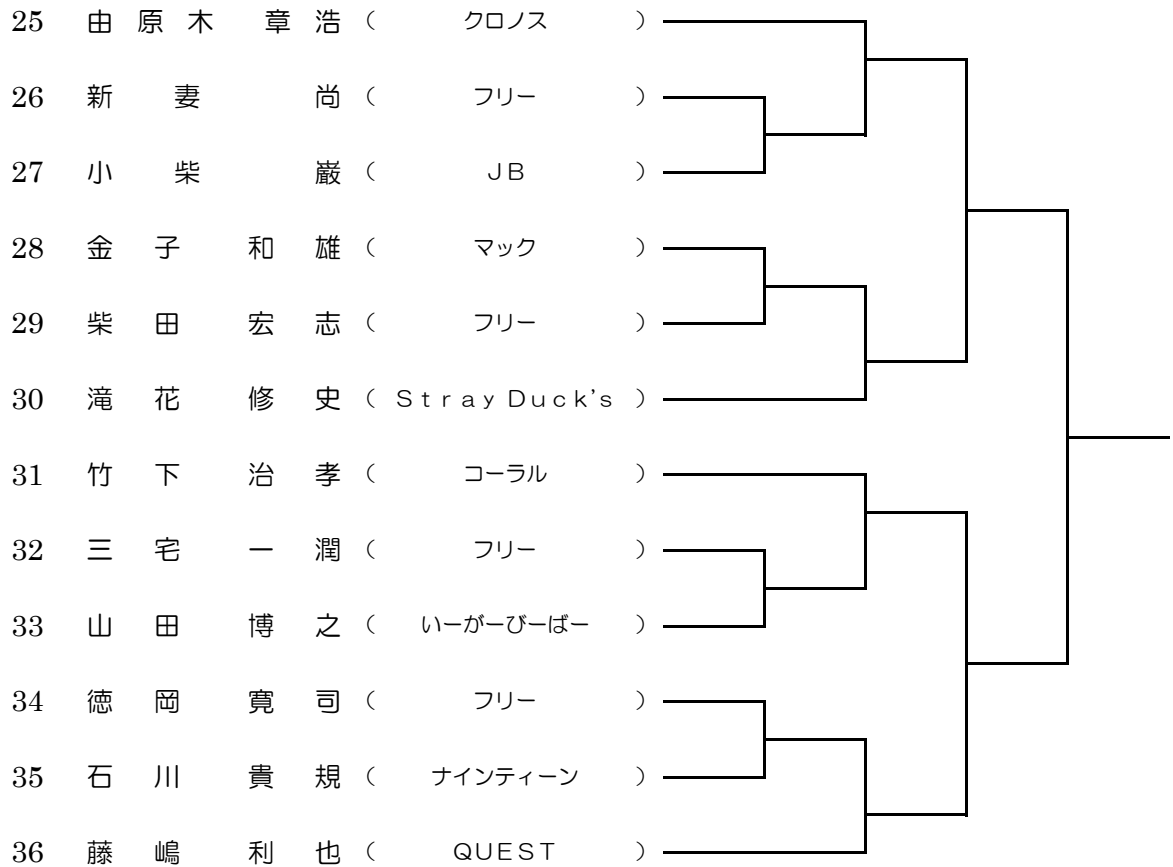 25 由原木 章浩 ( クロノス )
26 新妻 尚 ( フリー )
27 小柴 巌 ( JB )
28 金子 和雄 ( マック )
29 柴田 宏志 ( フリー )
30 滝花 修史 ( Stray Duck's )
31 竹下 治孝 ( コーラル )
32 三宅 一潤 ( フリー )
33 山田 博之 ( いーがーびーばー )
34 徳岡 寛司 ( フリー )
35 石川 貴規 ( ナインティーン )
36 藤嶋 利也 ( QUEST )